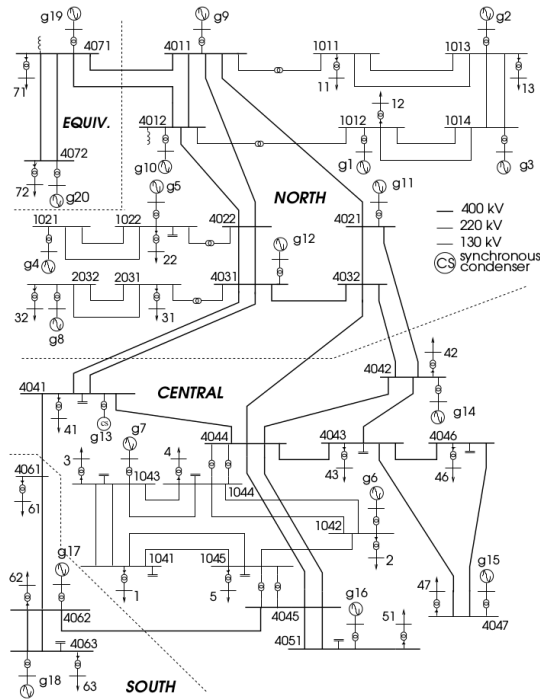 g19
g9
g2
4071
4011
1011
1013
71
11
13
12
EQUIV.
4012
1012
1014
4072
g10
g1
g3
72
g20
g5
NORTH
g11
1021
1022
4022
4021
400 kV
220 kV
130 kV
g12
g4
22
CS synchronous
condenser
2032
2031
4031
4032
32
g8
31
42
4042
4041
CENTRAL
41
CS
g13
g7
g14
4044
4043
4046
3
4
43
46
4061
1043
1044
g6
61
1042
g17
1041
1045
2
62
g15
1
5
47
g16
51
4062
4045
4047
4063
4051
g18
63
SOUTH